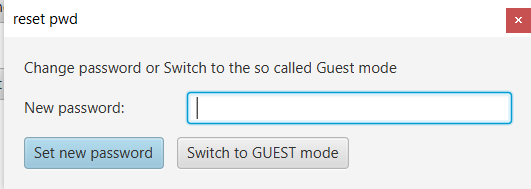 reset pwd
Change password or Switch to the so called Guest mode
New password:
Set new password
Switch to GUEST mode